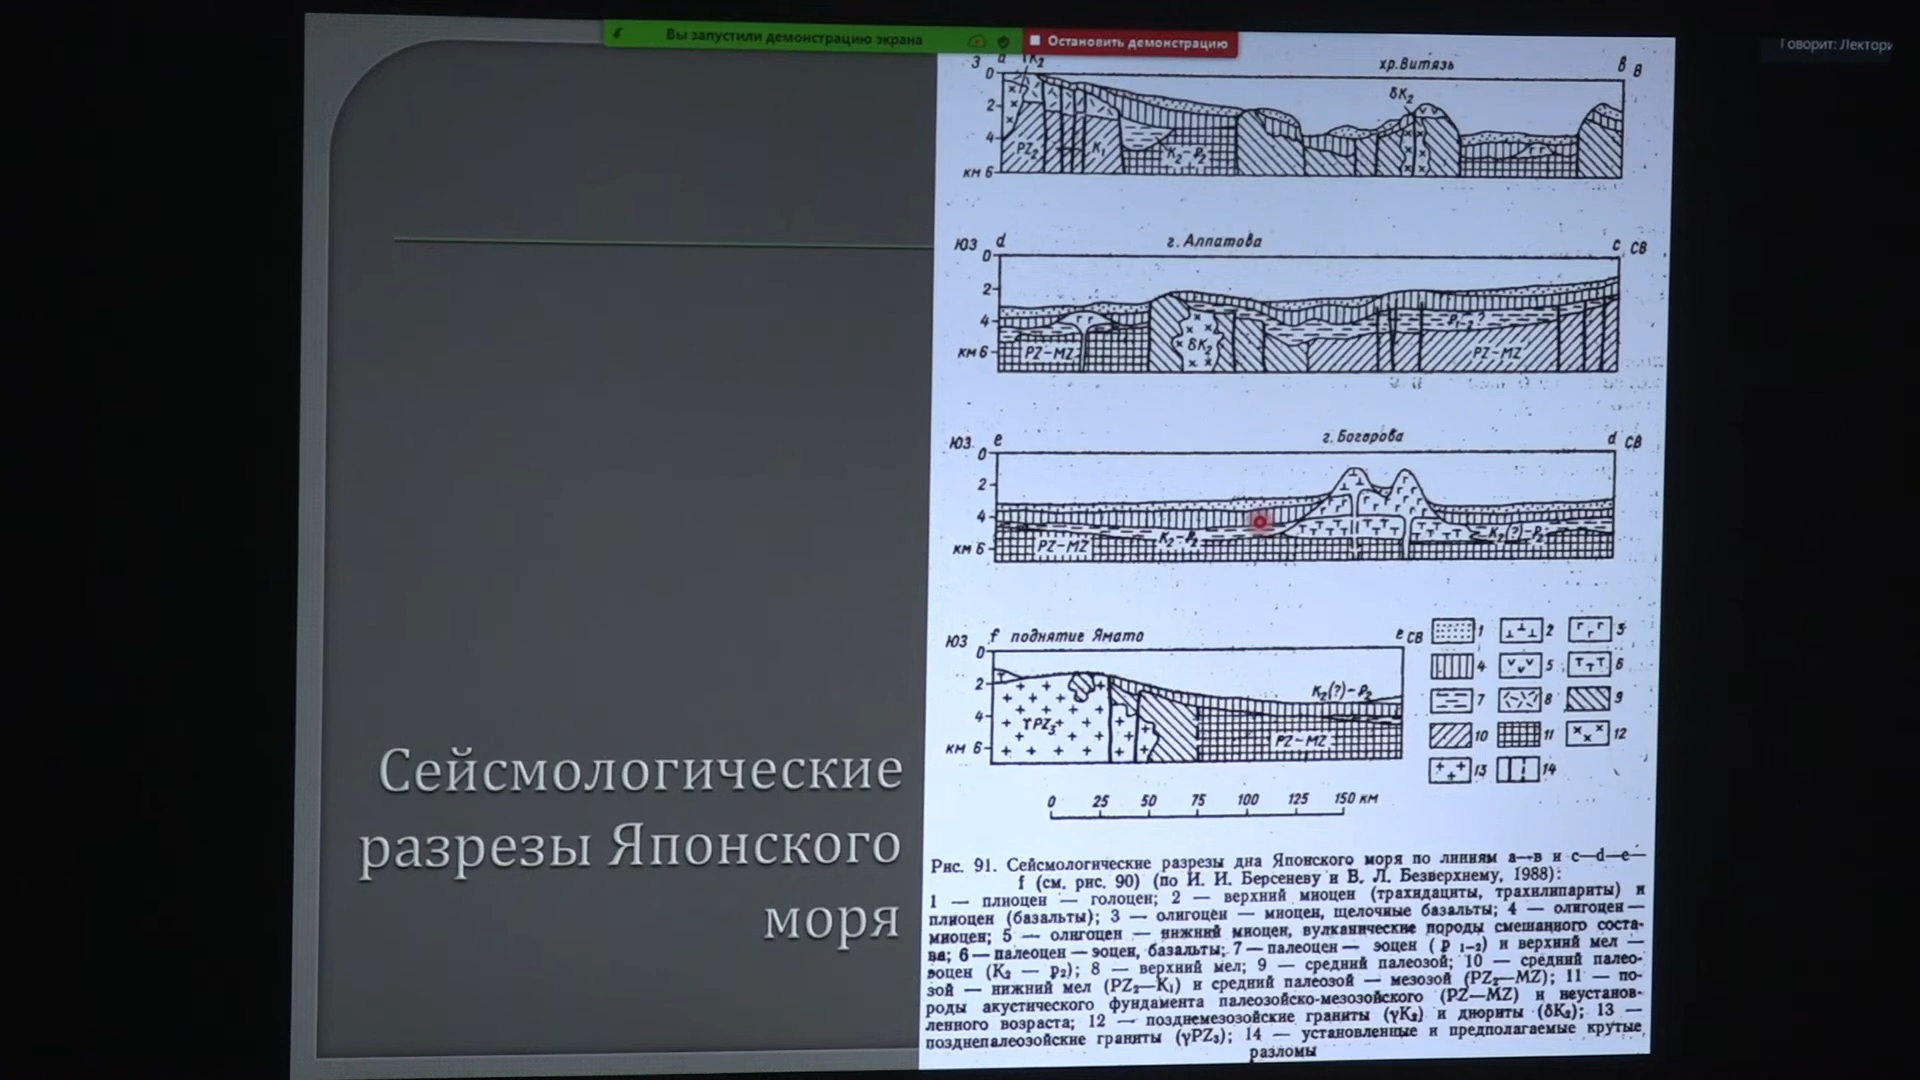 Вы запустили демонстрацию экрана
Остановить демонстрацию
Говорит: Лектори
Сейсмологические
разрезы Японского
моря
З а γK₂ хр. Витязь в В
δK₂
0
2
4
км 6
PZ₂ K₁ K₂-P₂
ЮЗ d г. Алпатова c СВ
0
2
4
км 6
PZ-MZ δK₂ P₁₋₂? PZ-MZ
ЮЗ e г. Богорова d СВ
0
2
4
км 6
PZ-MZ K₂-P₂ K₂(?)-P₂
ЮЗ f поднятие Ямато e СВ
0
2
4
км 6
γPZ₃ PZ-MZ K₂(?)-P₂
1 2 3
4 5 6
7 8 9
10 11 12
13 14
0 25 50 75 100 125 150 км
Рис. 91. Сейсмологические разрезы дна Японского моря по линиям а—в и c—d—e—
f (см. рис. 90) (по И. И. Берсеневу и В. Л. Безверхнему, 1988):
1 — плиоцен — голоцен; 2 — верхний миоцен (трахидациты, трахилипариты) и
плиоцен (базальты); 3 — олигоцен — миоцен, щелочные базальты; 4 — олигоцен —
миоцен; 5 — олигоцен — нижний миоцен, вулканические породы смешанного соста-
ва; 6 — палеоцен — эоцен, базальты; 7 — палеоцен — эоцен (P₁₋₂) и верхний мел —
эоцен (K₂ — P₂); 8 — верхний мел; 9 — средний палеозой; 10 — средний палео-
зой — нижний мел (PZ₂—K₁) и средний палеозой — мезозой (PZ₂—MZ); 11 — по-
роды акустического фундамента палеозойско-мезозойского (PZ—MZ) и неустанов-
ленного возраста; 12 — позднемезозойские граниты (γK₂) и диориты (δK₂); 13 —
позднепалеозойские граниты (γPZ₃); 14 — установленные и предполагаемые крутые
разломы